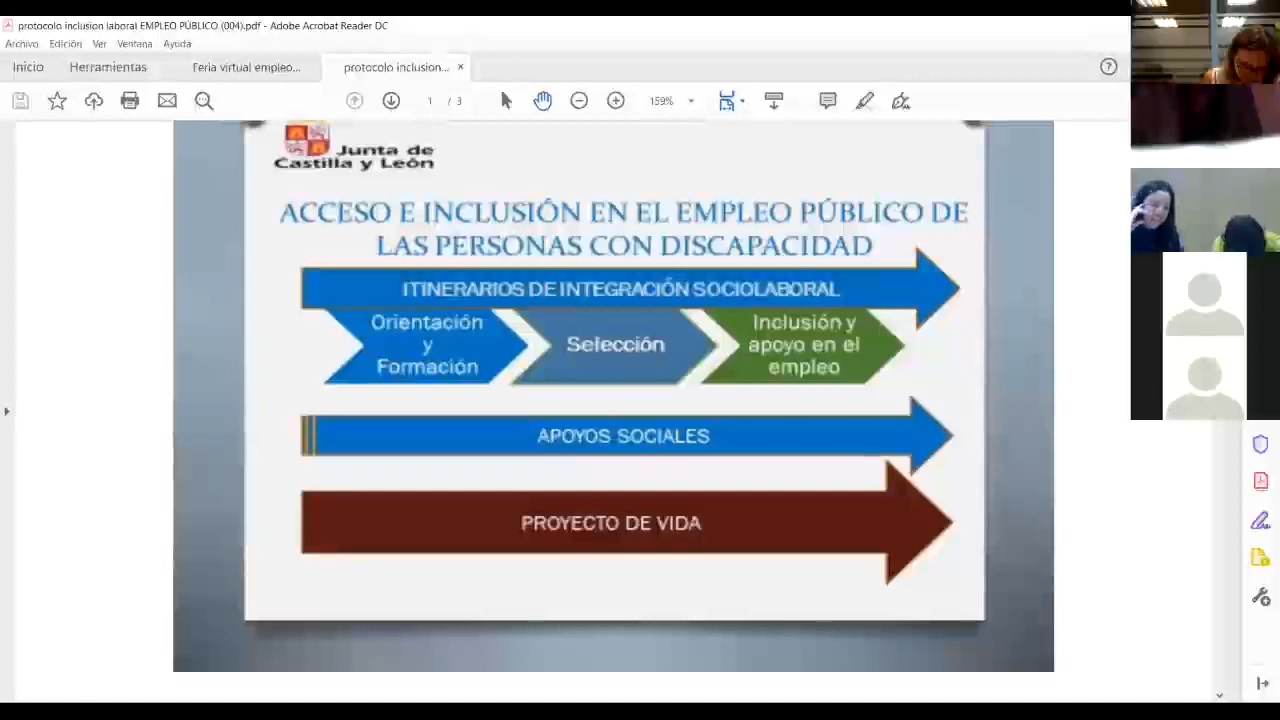 protocolo inclusion laboral EMPLEO PÚBLICO (004).pdf - Adobe Acrobat Reader DC
Archivo Edición Ver Ventana Ayuda
Inicio Herramientas Feria virtual empleo... protocolo inclusion... ×
1 / 3 159%
Junta de
Castilla y León
ACCESO E INCLUSIÓN EN EL EMPLEO PÚBLICO DE
LAS PERSONAS CON DISCAPACIDAD
ITINERARIOS DE INTEGRACIÓN SOCIOLABORAL
Orientación
y
Formación
Selección
Inclusión y
apoyo en el
empleo
APOYOS SOCIALES
PROYECTO DE VIDA